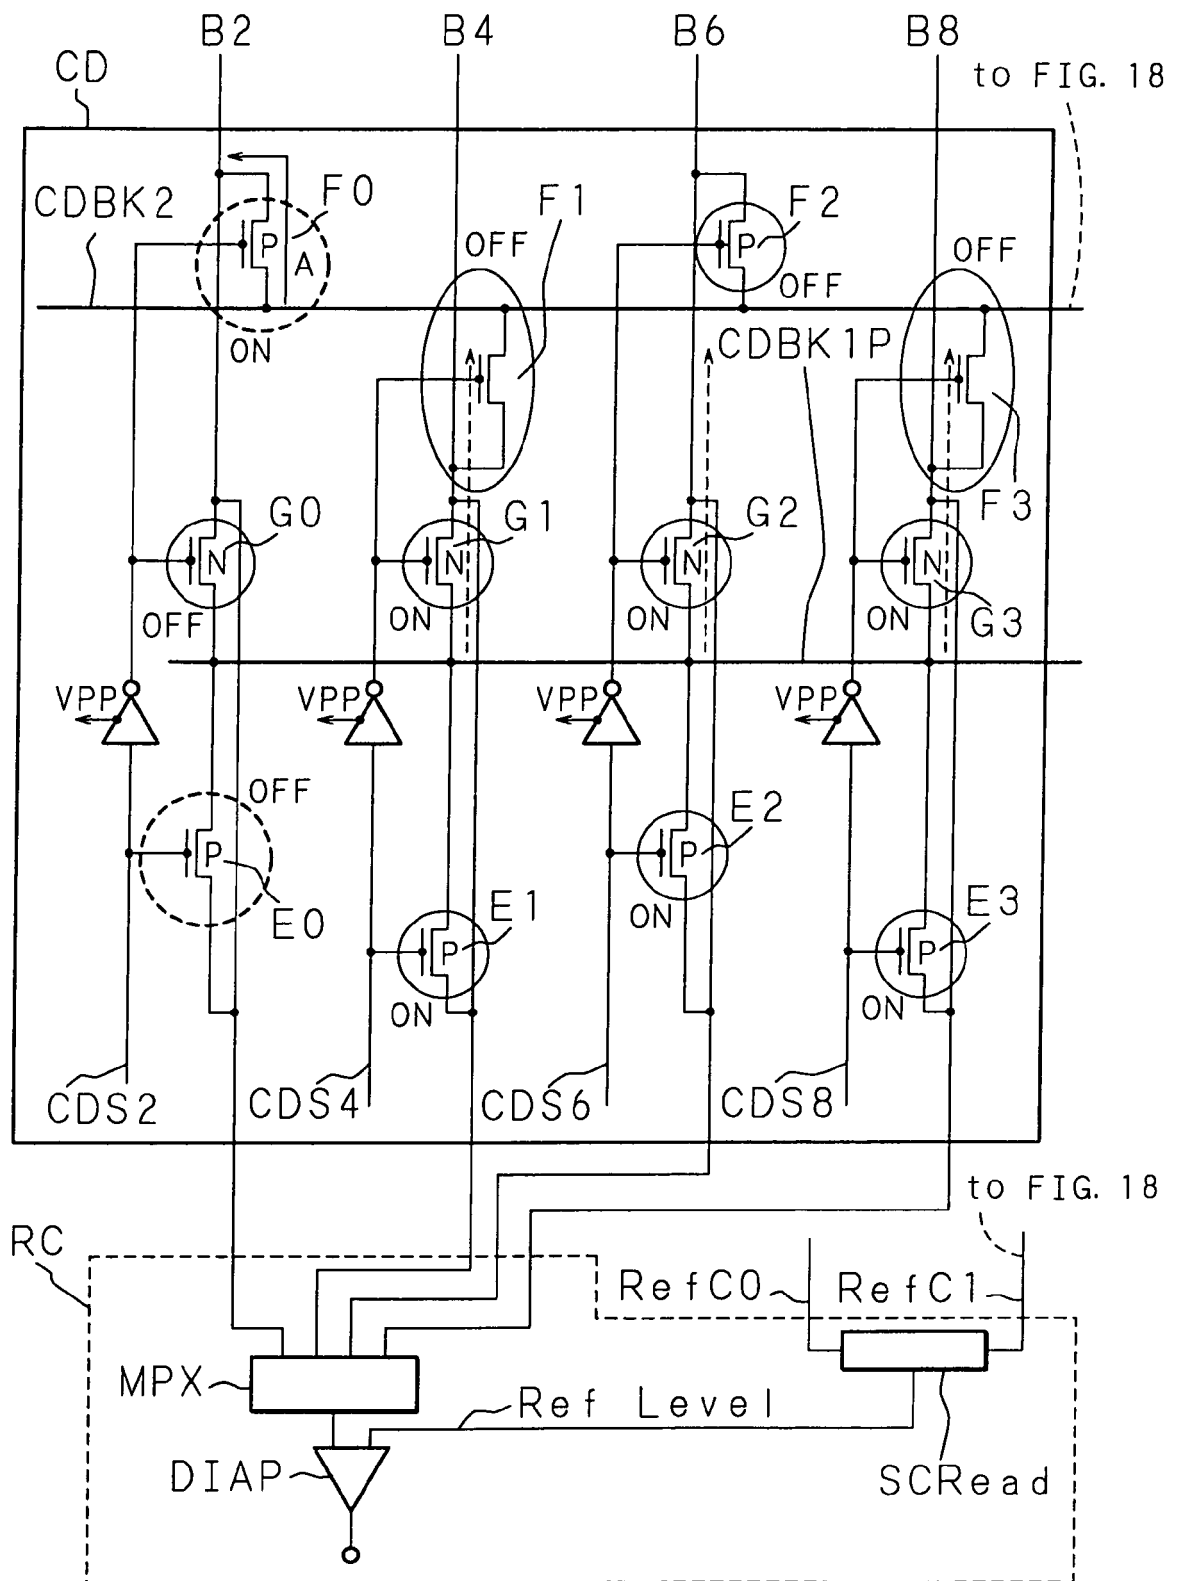 B2
B4
B6
B8
CD
to FIG. 18
CDBK2
F0
F1
F2
OFF
P
A
P
OFF
OFF
ON
CDBK1P
F3
G0
G1
G2
N
N
N
N
G3
OFF
ON
ON
ON
VPP
VPP
VPP
VPP
OFF
E2
P
P
E0
E1
E3
ON
P
P
ON
ON
CDS2
CDS4
CDS6
CDS8
to FIG. 18
RC
RefC0
RefC1
MPX
Ref Level
DIAP
SCRead